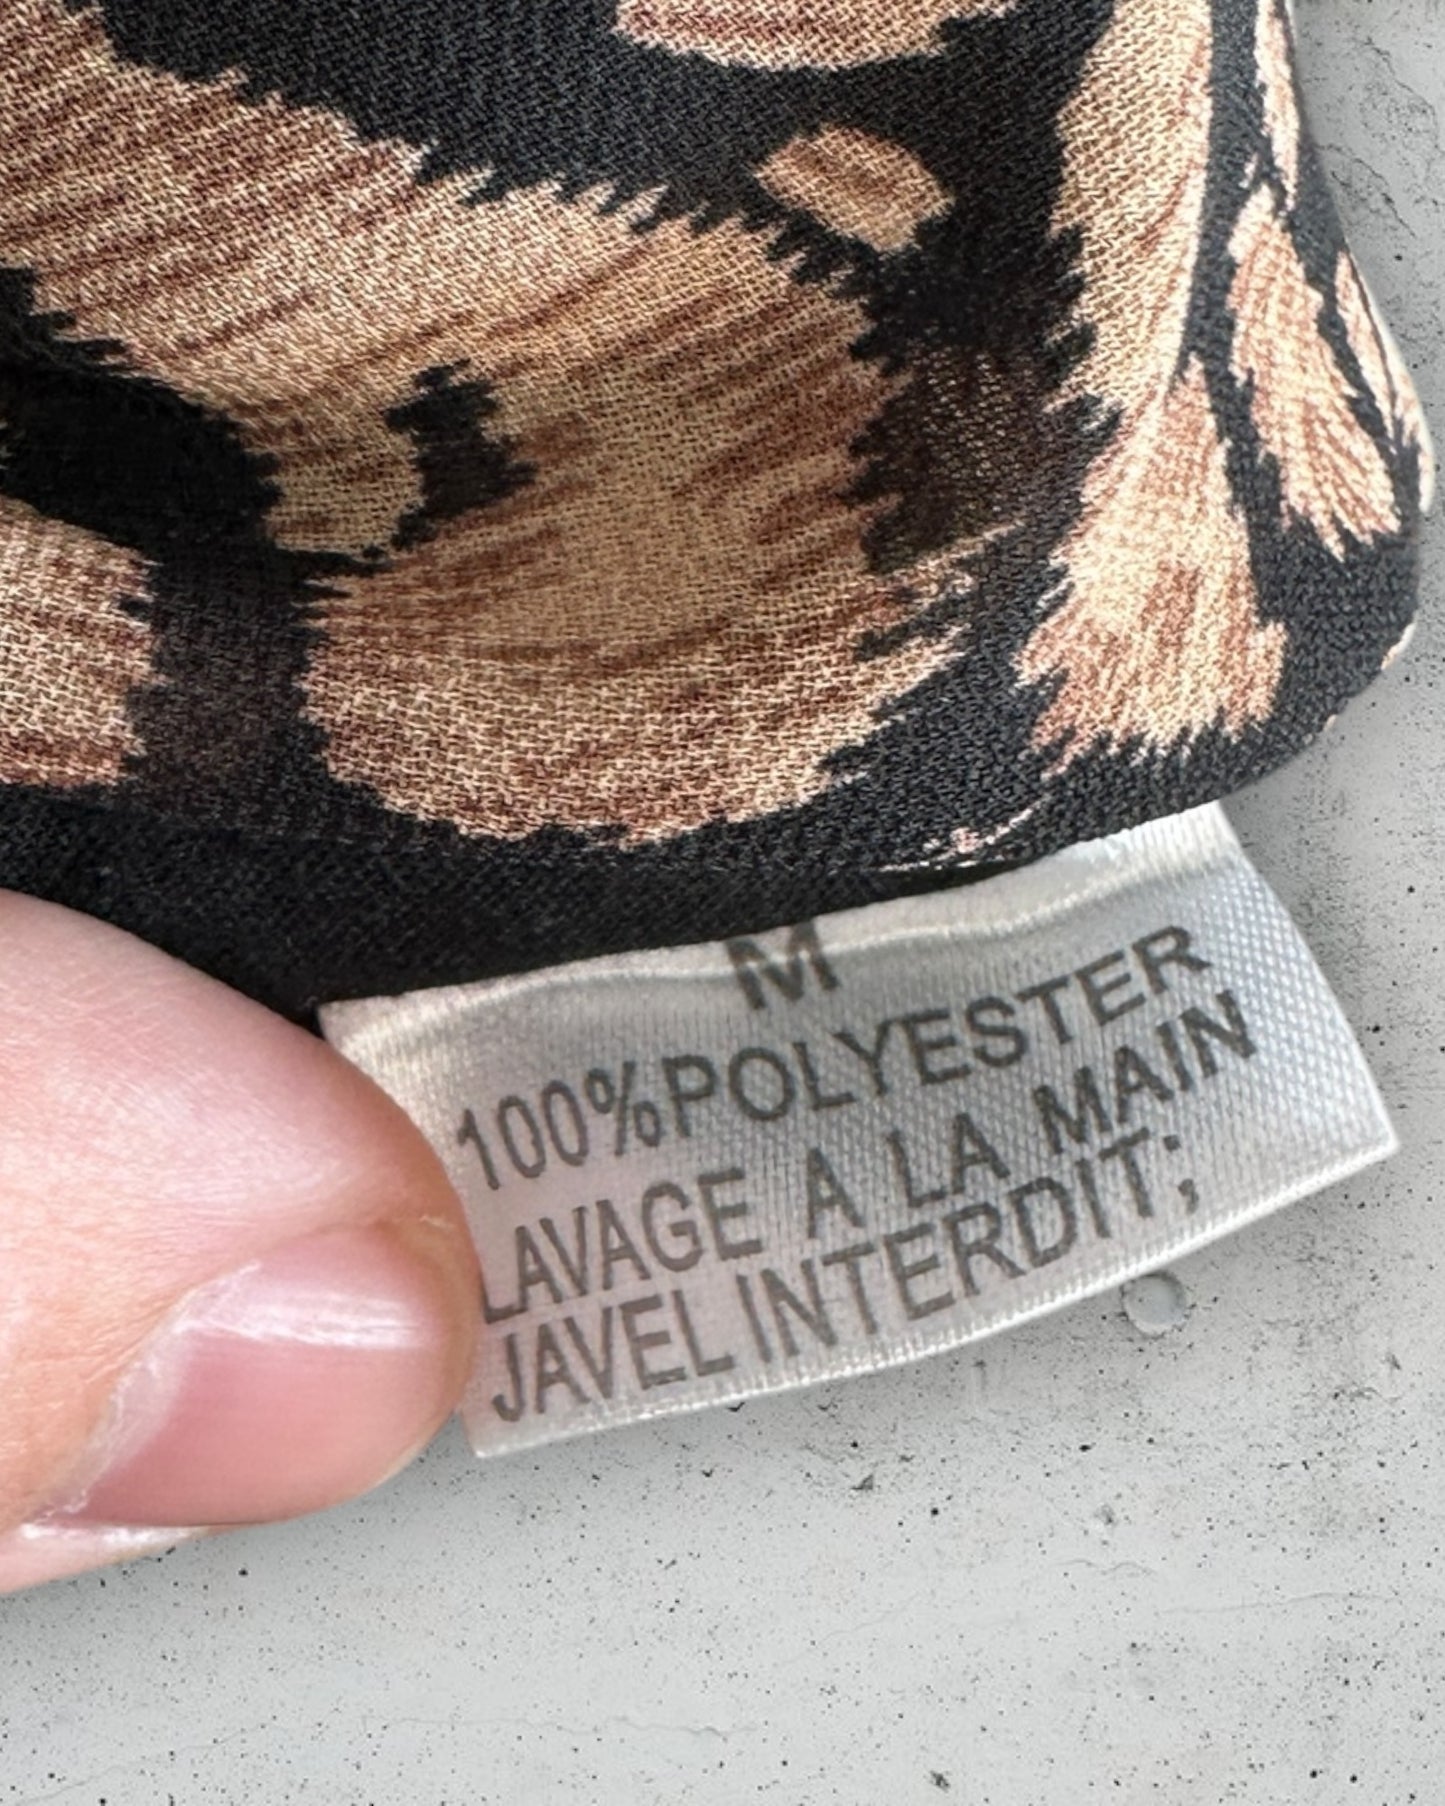 M
100%POLYESTER
LAVAGE A LA MAIN
JAVEL INTERDIT;